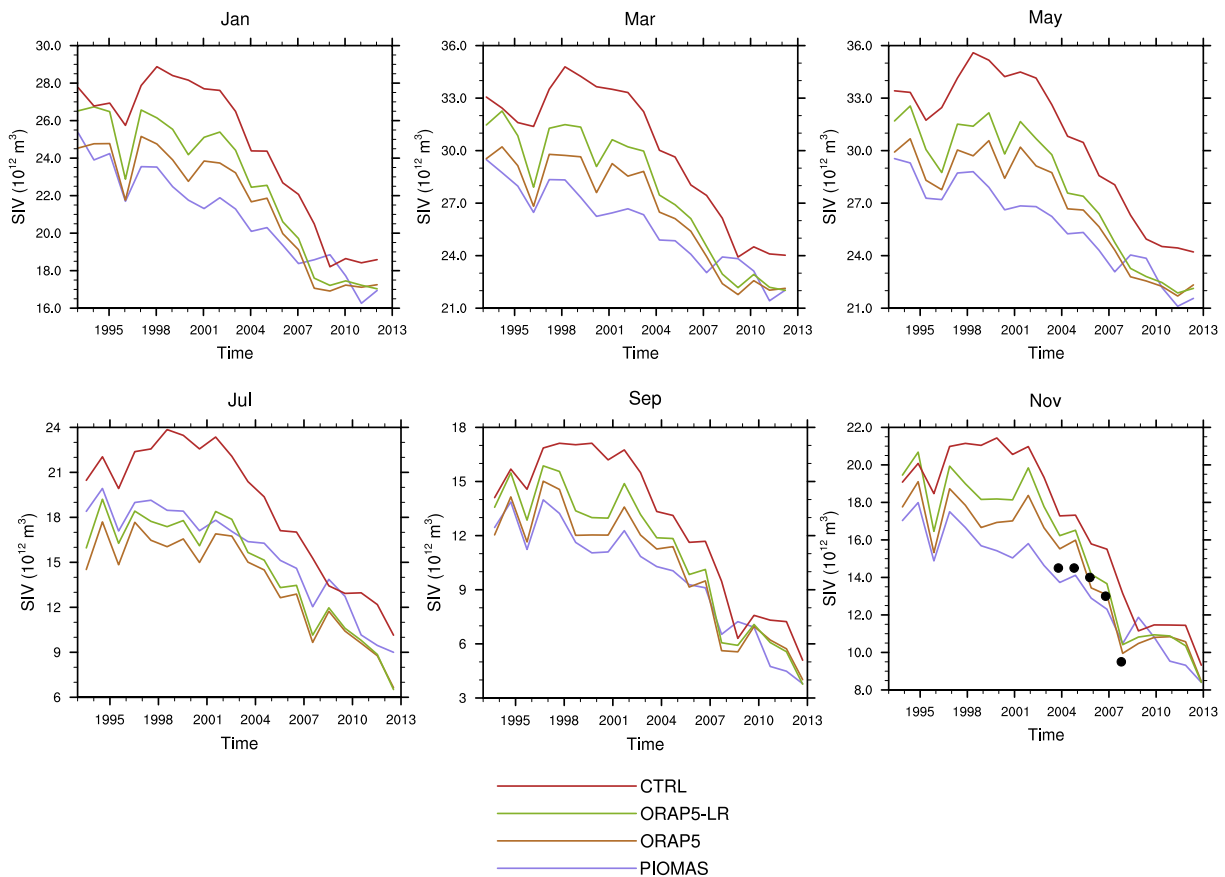 Jan
Mar
May
30.0
28.0
26.0
24.0
22.0
20.0
18.0
16.0
SIV (10¹² m³)
1995 1998 2001 2004 2007 2010 2013
Time
36.0
33.0
30.0
27.0
24.0
21.0
SIV (10¹² m³)
1995 1998 2001 2004 2007 2010 2013
Time
36.0
33.0
30.0
27.0
24.0
21.0
SIV (10¹² m³)
1995 1998 2001 2004 2007 2010 2013
Time
Jul
Sep
Nov
24
21
18
15
12
9
6
SIV (10¹² m³)
1995 1998 2001 2004 2007 2010 2013
Time
18
15
12
9
6
3
SIV (10¹² m³)
1995 1998 2001 2004 2007 2010 2013
Time
22.0
20.0
18.0
16.0
14.0
12.0
10.0
8.0
SIV (10¹² m³)
1995 1998 2001 2004 2007 2010 2013
Time
CTRL
ORAP5-LR
ORAP5
PIOMAS